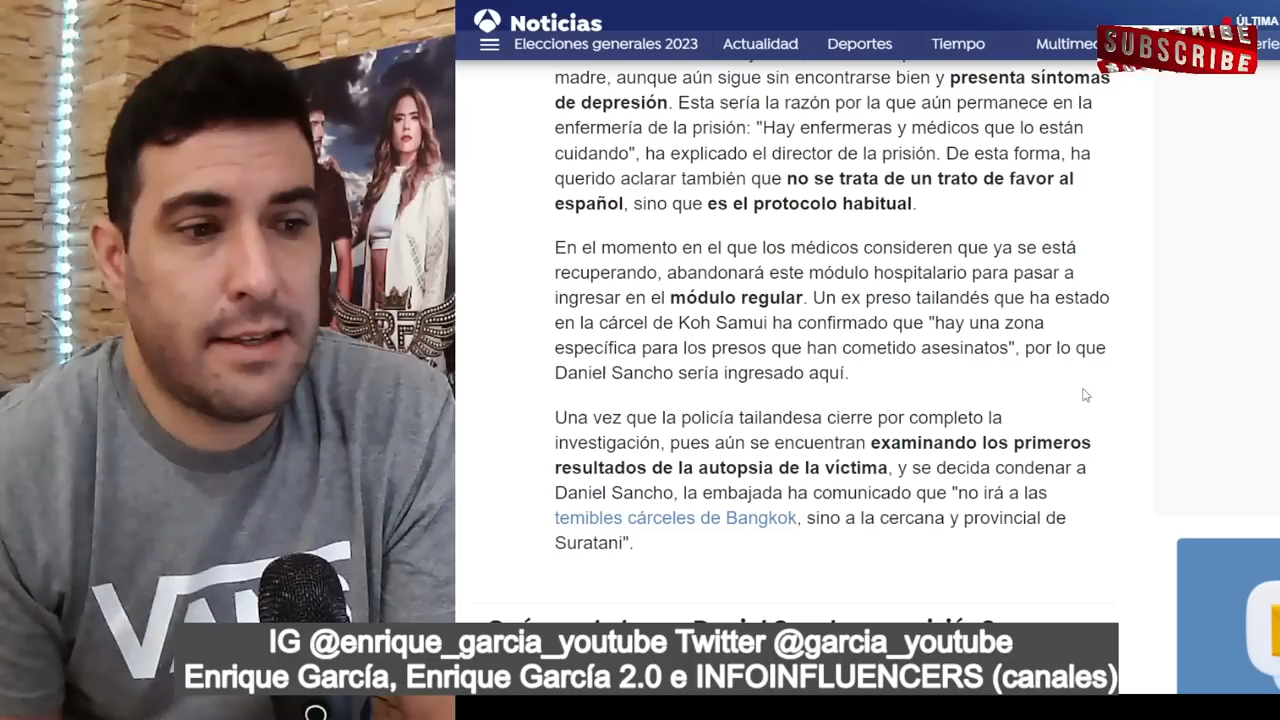 Noticias
ÚLTIMA
Elecciones generales 2023 Actualidad Deportes Tiempo
SUBSCRIBE
madre, aunque aún sigue sin encontrarse bien y presenta síntomas
de depresión. Esta sería la razón por la que aún permanece en la
enfermería de la prisión: "Hay enfermeras y médicos que lo están
cuidando", ha explicado el director de la prisión. De esta forma, ha
querido aclarar también que no se trata de un trato de favor al
español, sino que es el protocolo habitual.
En el momento en el que los médicos consideren que ya se está
recuperando, abandonará este módulo hospitalario para pasar a
ingresar en el módulo regular. Un ex preso tailandés que ha estado
en la cárcel de Koh Samui ha confirmado que "hay una zona
específica para los presos que han cometido asesinatos", por lo que
Daniel Sancho sería ingresado aquí.
Una vez que la policía tailandesa cierre por completo la
investigación, pues aún se encuentran examinando los primeros
resultados de la autopsia de la víctima, y se decida condenar a
Daniel Sancho, la embajada ha comunicado que "no irá a las
temibles cárceles de Bangkok, sino a la cercana y provincial de
Suratani".
RF
VANS
IG @enrique_garcia_youtube Twitter @garcia_youtube
Enrique García, Enrique García 2.0 e INFOINFLUENCERS (canales)